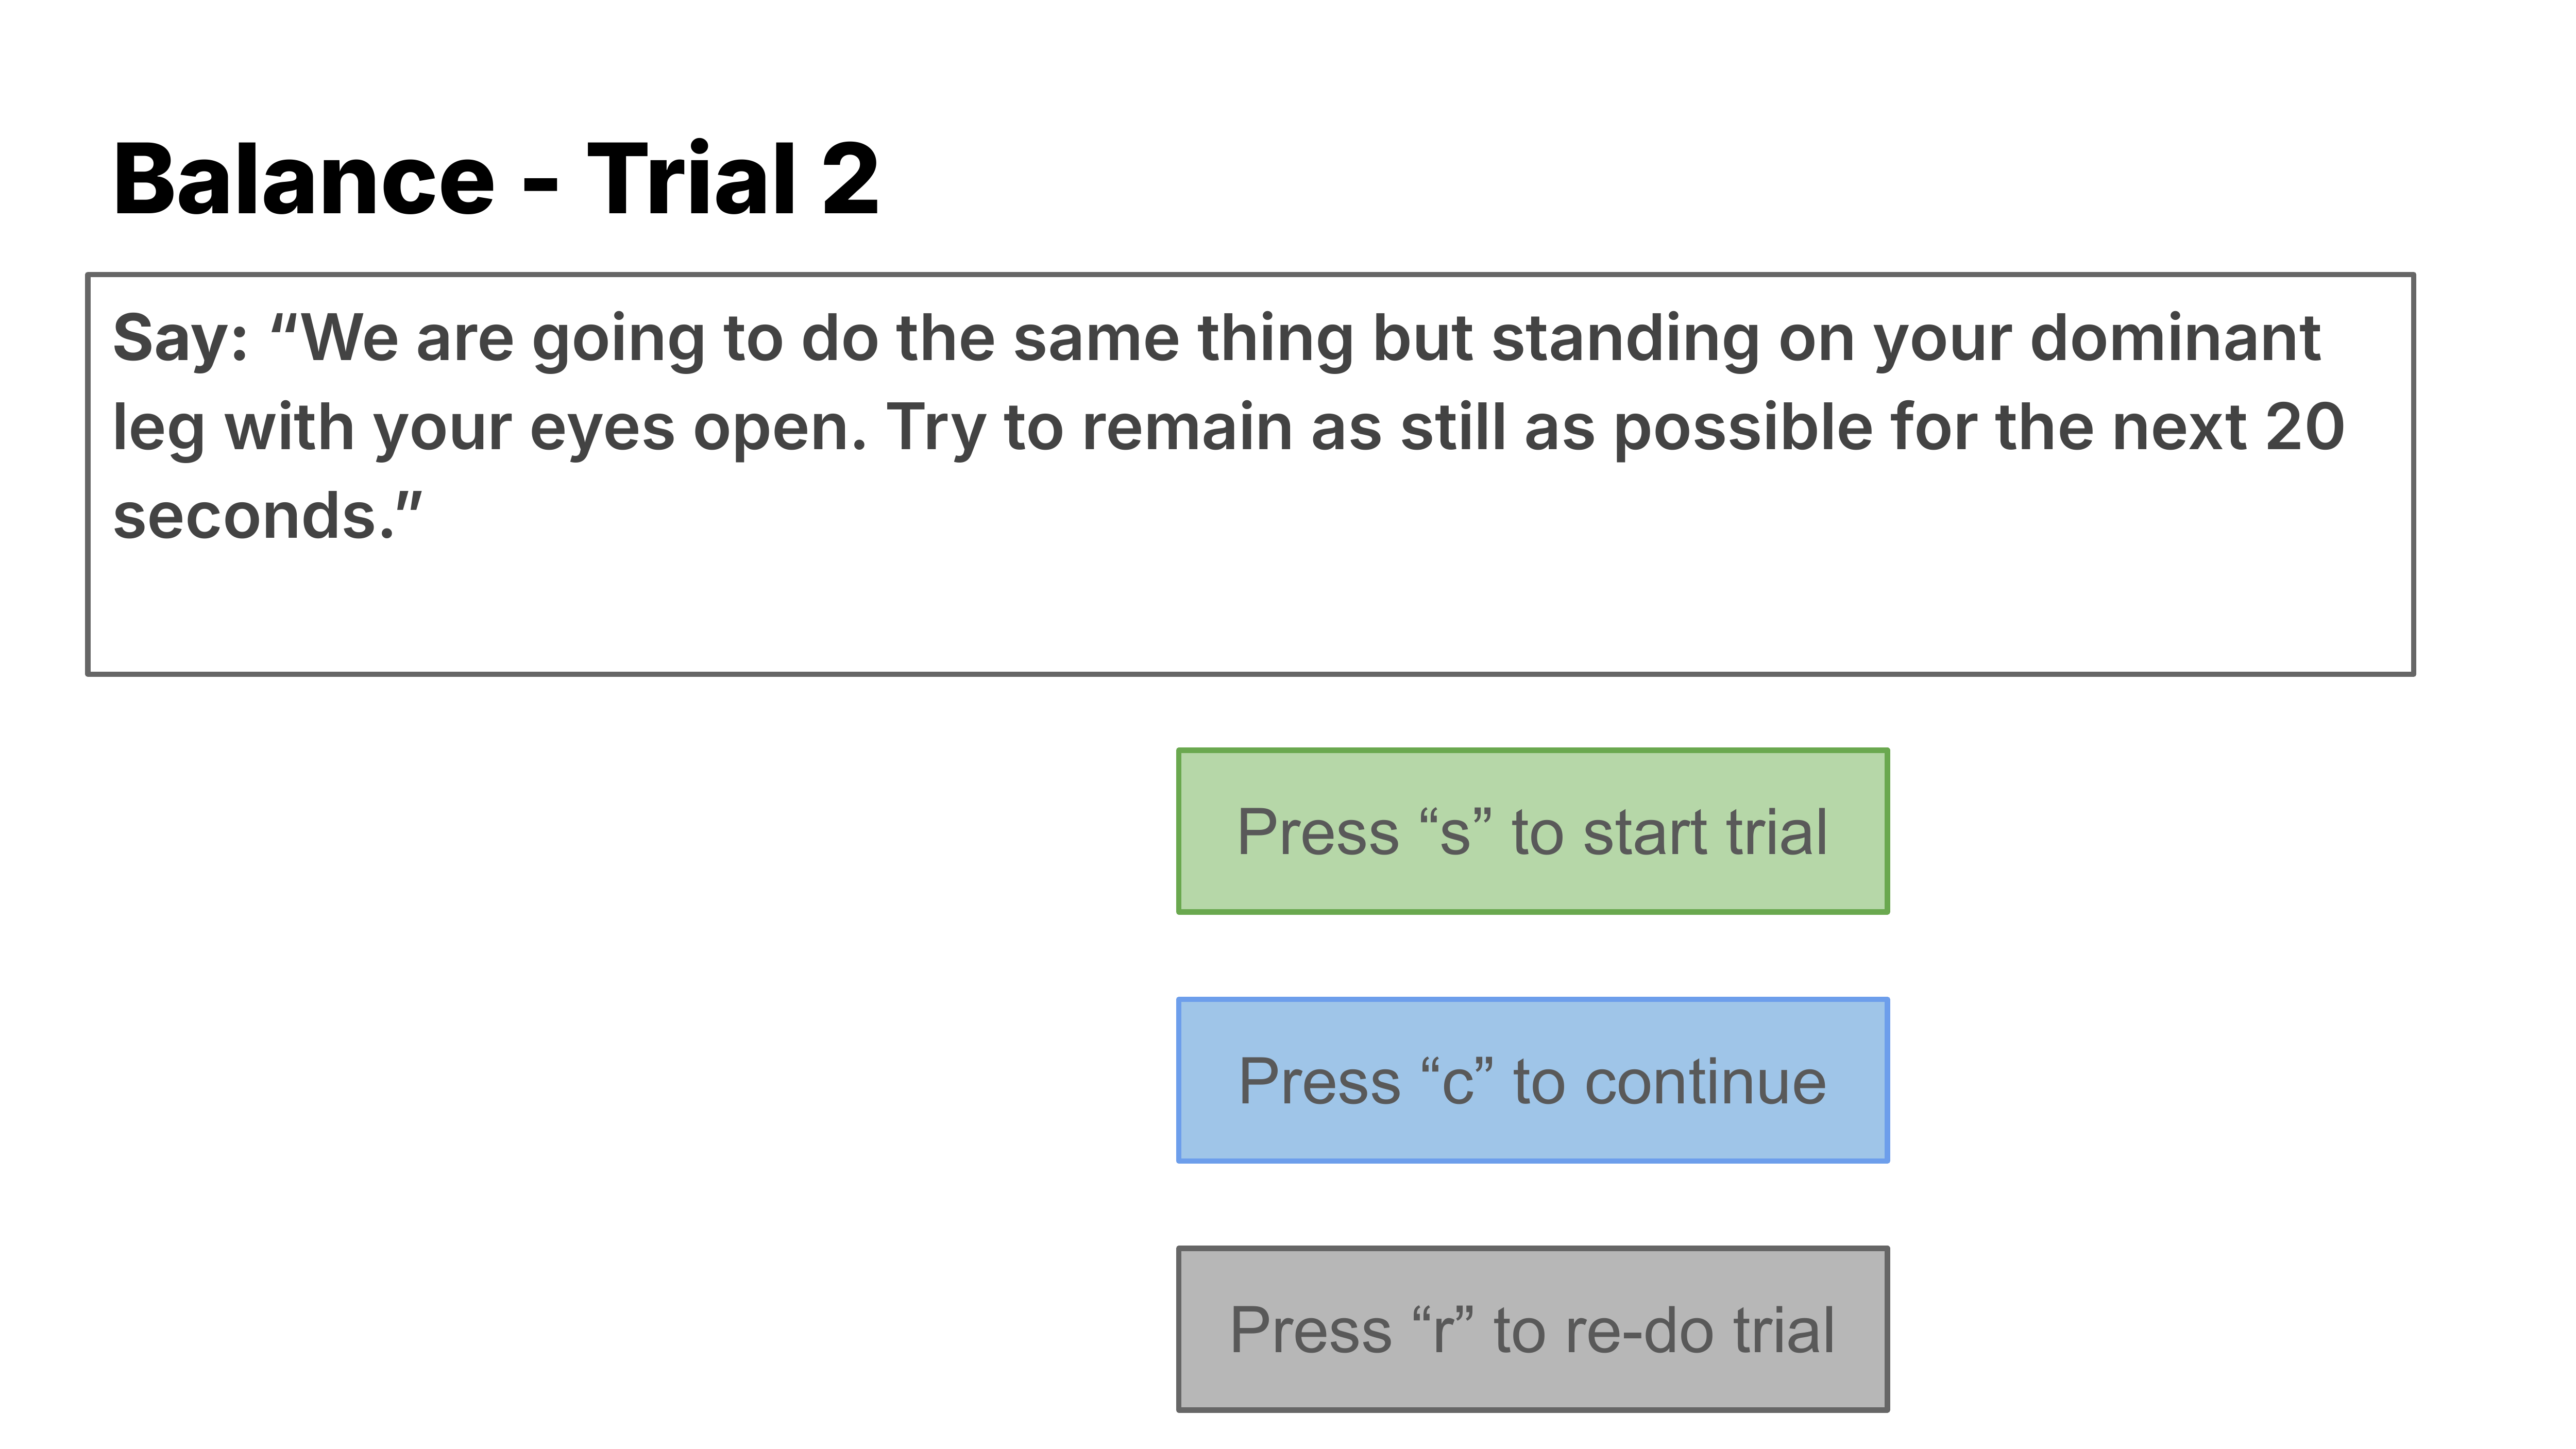 Balance - Trial 2
Say: “We are going to do the same thing but standing on your dominant
leg with your eyes open. Try to remain as still as possible for the next 20
seconds.”
Press “s” to start trial
Press “c” to continue
Press “r” to re-do trial